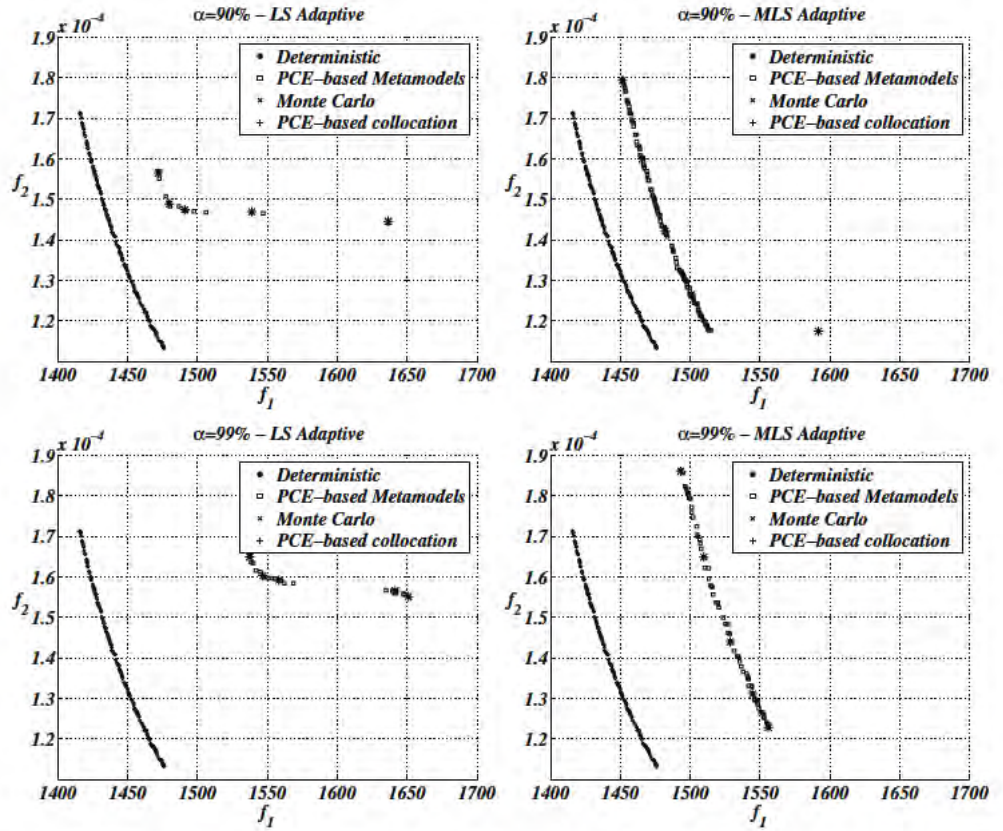 α=90% – LS Adaptive
x 10⁻⁴
1.9
1.8
1.7
1.6
1.5
1.4
1.3
1.2
f₂
Deterministic
PCE–based Metamodels
Monte Carlo
PCE–based collocation
1400 1450 1500 1550 1600 1650 1700
f₁
α=90% – MLS Adaptive
x 10⁻⁴
1.9
1.8
1.7
1.6
1.5
1.4
1.3
1.2
f₂
Deterministic
PCE–based Metamodels
Monte Carlo
PCE–based collocation
1400 1450 1500 1550 1600 1650 1700
f₁
α=99% – LS Adaptive
x 10⁻⁴
1.9
1.8
1.7
1.6
1.5
1.4
1.3
1.2
f₂
Deterministic
PCE–based Metamodels
Monte Carlo
PCE–based collocation
1400 1450 1500 1550 1600 1650 1700
f₁
α=99% – MLS Adaptive
x 10⁻⁴
1.9
1.8
1.7
1.6
1.5
1.4
1.3
1.2
f₂
Deterministic
PCE–based Metamodels
Monte Carlo
PCE–based collocation
1400 1450 1500 1550 1600 1650 1700
f₁